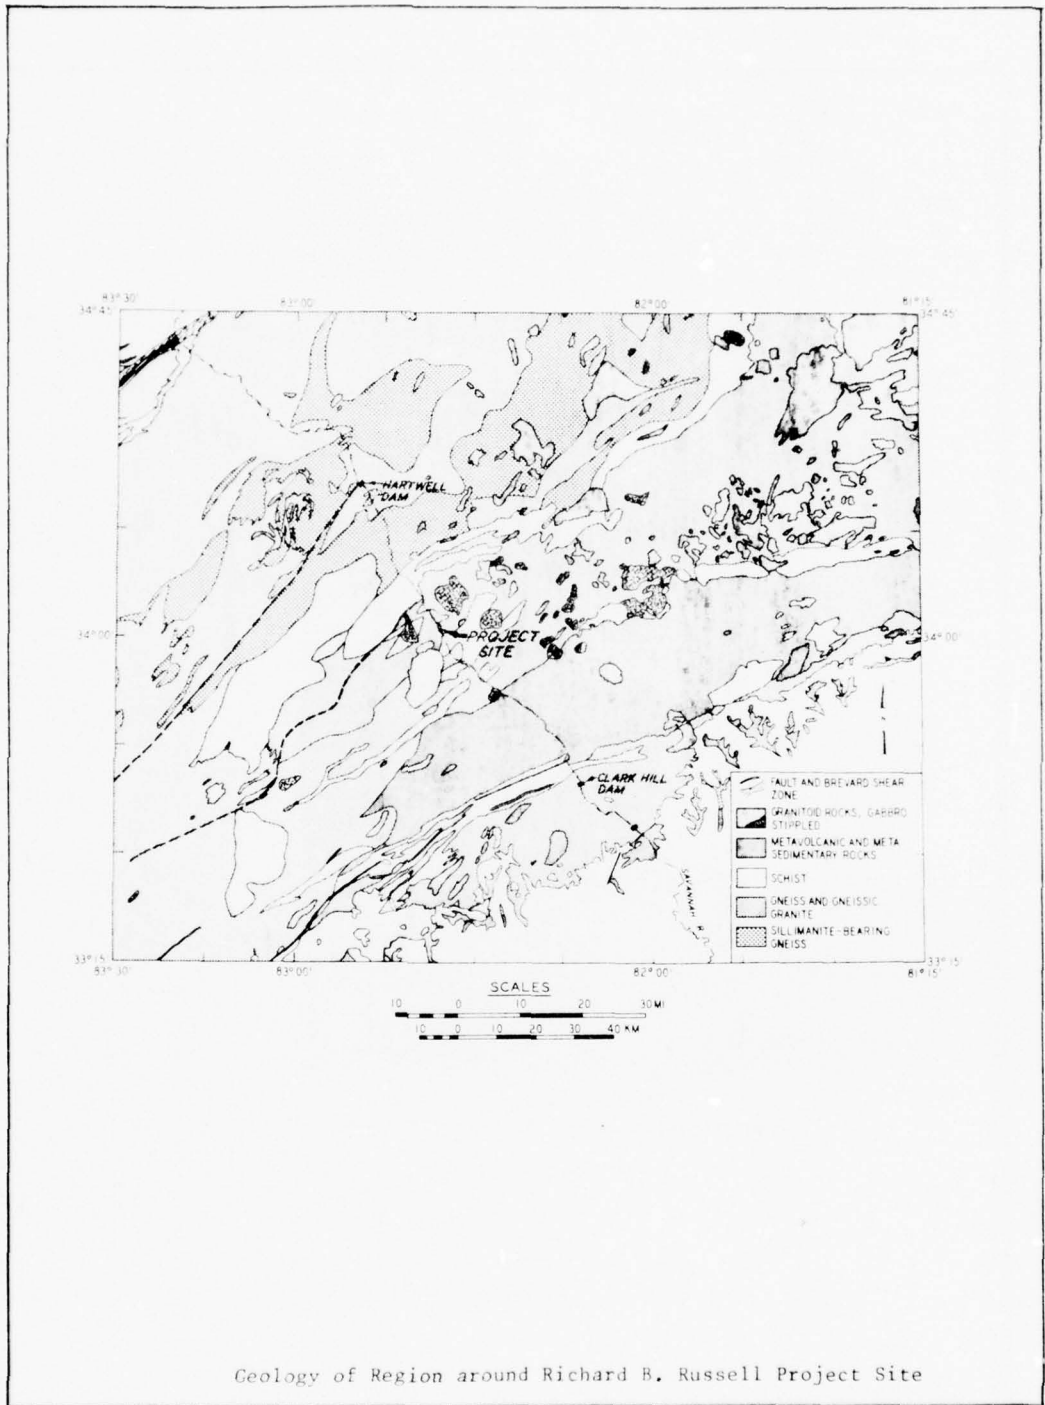 83°30'
83°00'
82°00'
81°15'
34°45'
34°45'
HARTWELL
DAM
PROJECT
SITE
34°00'
34°00'
CLARK HILL
DAM
SAVANNAH R.
FAULT AND BREVARD SHEAR
ZONE
GRANITOID ROCKS, GABBRO
STIPPLED
METAVOLCANIC AND META
SEDIMENTARY ROCKS
SCHIST
GNEISS AND GNEISSIC
GRANITE
SILLIMANITE-BEARING
GNEISS
33°15'
33°15'
83°30'
83°00'
82°00'
81°15'
SCALES
10 0 10 20 30 MI
10 0 10 20 30 40 KM
Geology of Region around Richard B. Russell Project Site